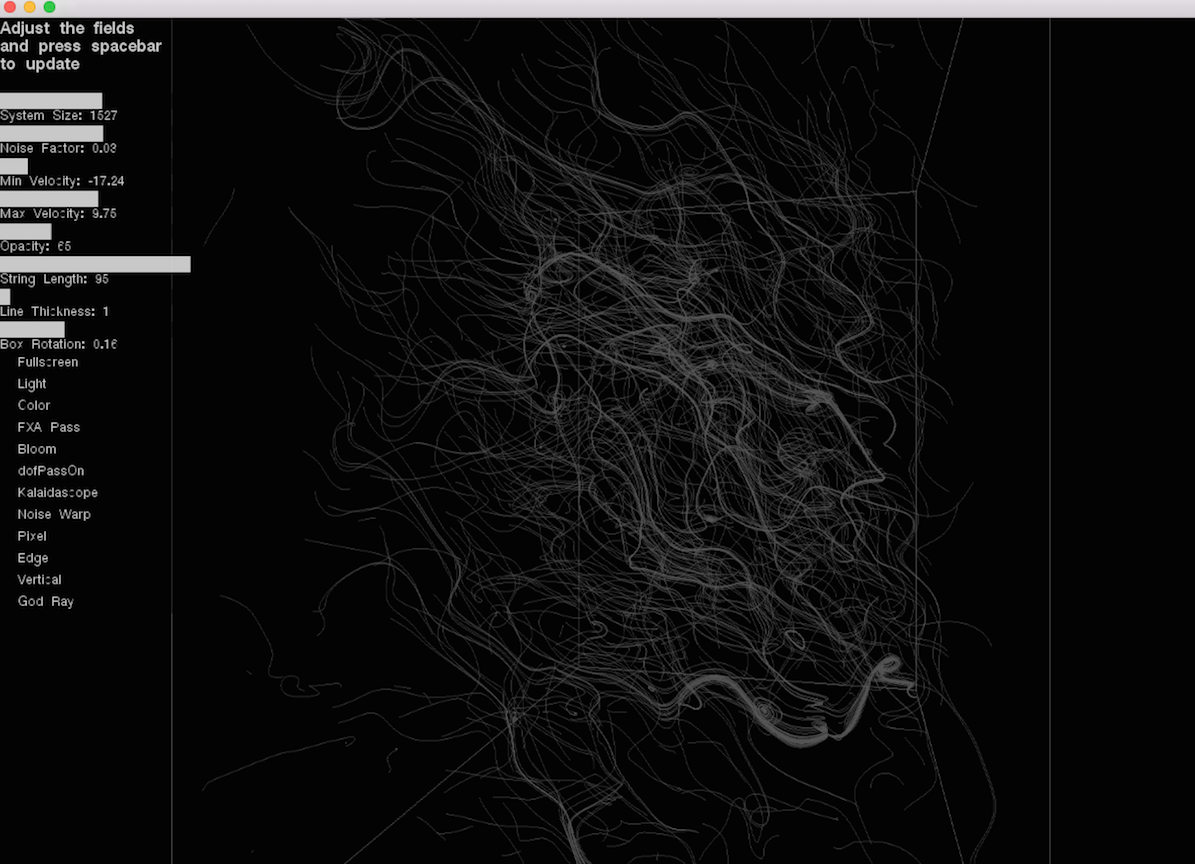 Adjust the fields
and press spacebar
to update
System Size: 1527
Noise Factor: 0.03
Min Velocity: -17.24
Max Velocity: 9.75
Opacity: 65
String Length: 95
Line Thickness: 1
Box Rotation: 0.16
Fullscreen
Light
Color
FXA Pass
Bloom
dofPassOn
Kalaidascope
Noise Warp
Pixel
Edge
Vertical
God Ray